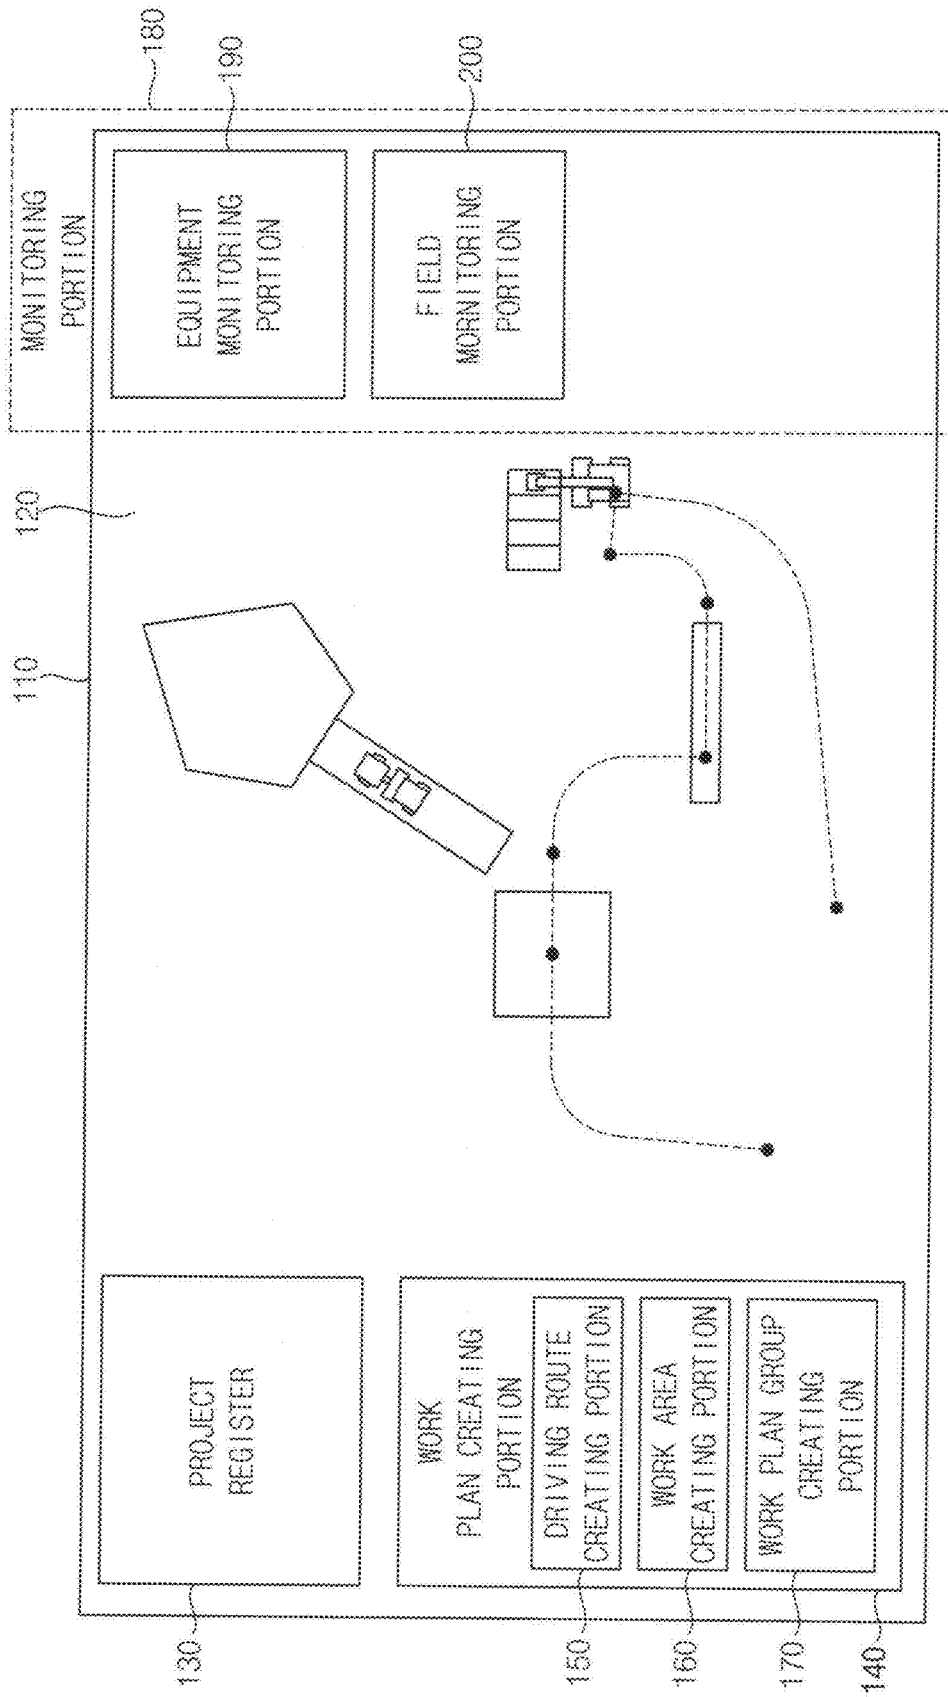 110
120
180
MONITORING
PORTION
190
EQUIPMENT
MONITORING
PORTION
200
FIELD
MORNITORING
PORTION
130
PROJECT
REGISTER
WORK
PLAN CREATING
PORTION
150
DRIVING ROUTE
CREATING PORTION
160
WORK AREA
CREATING PORTION
170
WORK PLAN GROUP
CREATING
PORTION
140